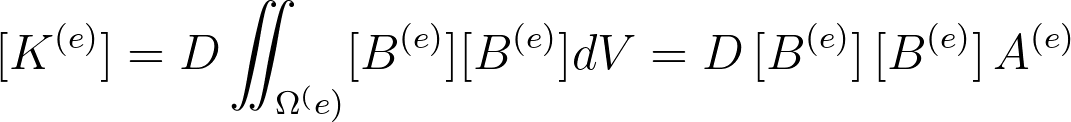 [K^{(e)}] = D \iint_{\Omega^(e)} [B^{(e)}][B^{(e)}]dV = D [B^{(e)}] [B^{(e)}] A^{(e)}